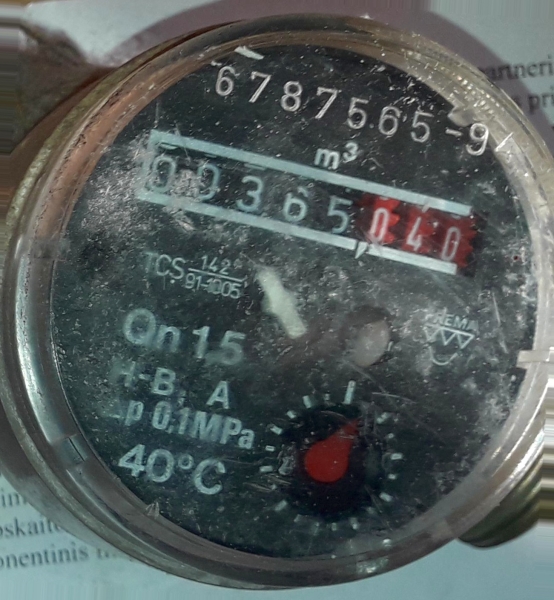 6787565-9
m³
00365040
TCS 142
91-1005
Qn 1.5
H-B; A
Δp 0.1MPa
40°C